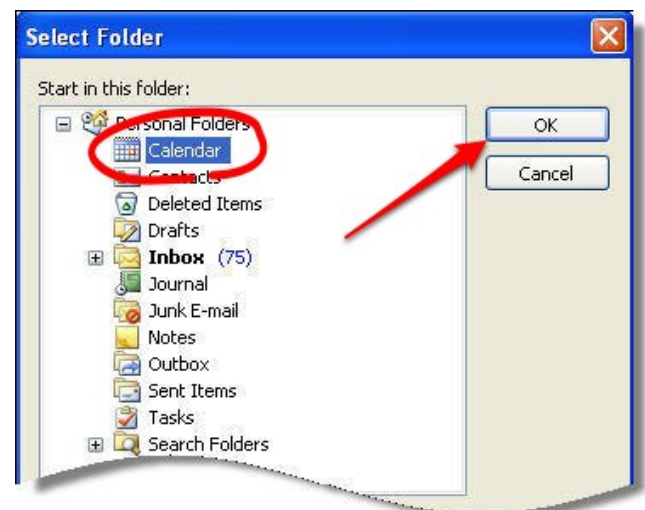 Select Folder
Start in this folder:
Personal Folders
Calendar
Contacts
Deleted Items
Drafts
Inbox (75)
Journal
Junk E-mail
Notes
Outbox
Sent Items
Tasks
Search Folders
OK
Cancel